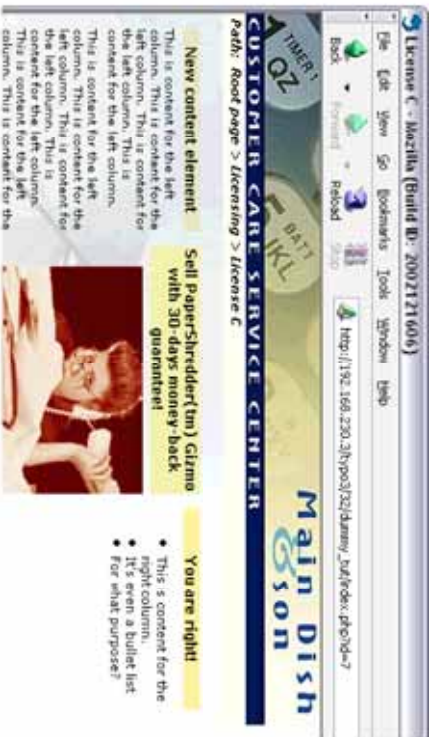 License C - Mozilla {Build ID: 2002121606}
File Edit View Go Bookmarks Tools Window Help
Back Forward Reload Stop http://192.168.230.3/typo3/32/dummy_tut/index.php?id=7
TIMER 1
1 QZ
BATT
5 JKL
Main Dish
& son
CUSTOMER CARE SERVICE CENTER
Path: Root page > Licensing > License C
New content element
This is content for the left
column. This is content for the
left column. This is content for
the left column. This is
content for the left column.
This is content for the left
column. This is content for the
left column. This is content for
the left column. This is
content for the left column.
This is content for the left
column. This is content for the
Sell PaperShredder(tm) Gizmo
with 30-days money-back
guarantee!
You are right!
This s content for the
right column.
It's even a bullet list
For what purpose?